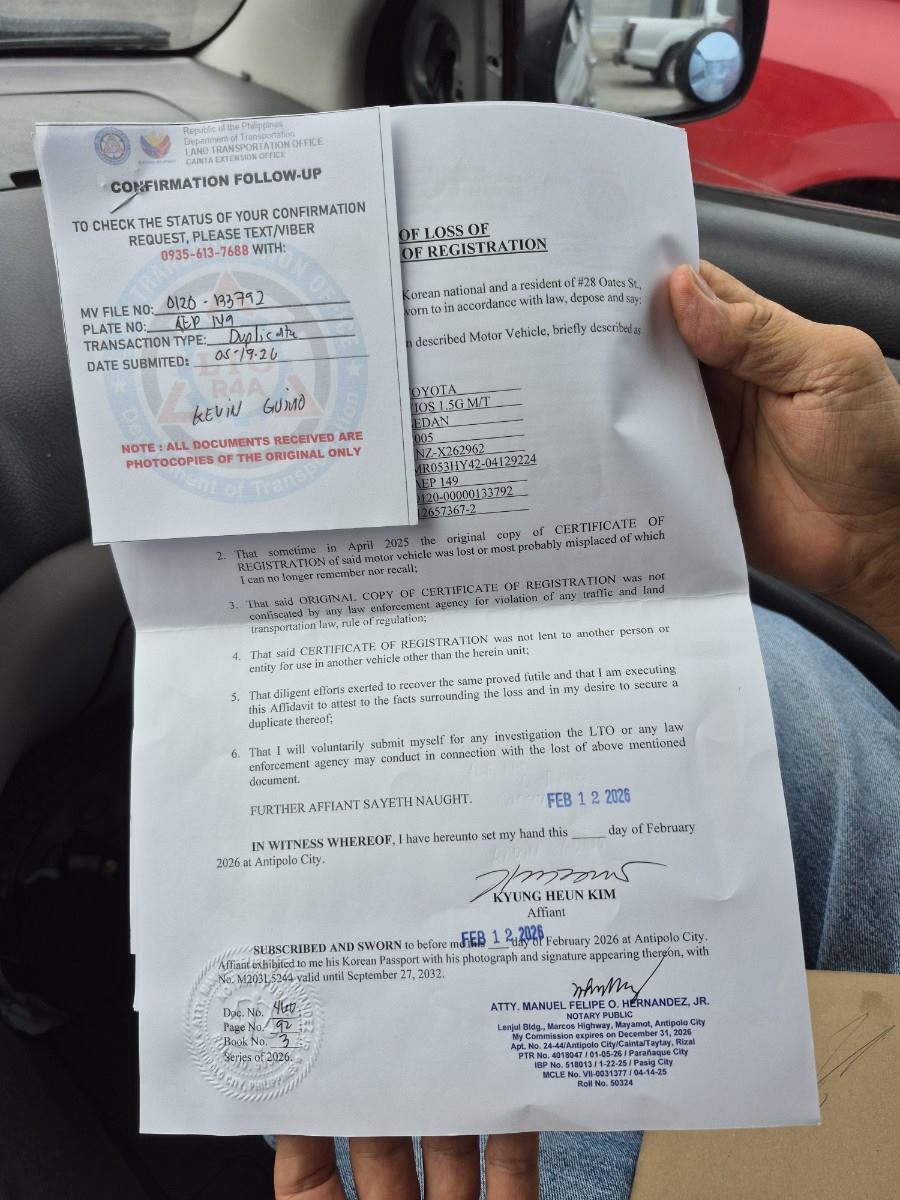 Republic of the Philippines
Department of Transportation
LAND TRANSPORTATION OFFICE
CAINTA EXTENSION OFFICE
CONFIRMATION FOLLOW-UP
TO CHECK THE STATUS OF YOUR CONFIRMATION
REQUEST, PLEASE TEXT/VIBER
0935-613-7688 WITH:
MV FILE NO: 0120 - 133792
PLATE NO: AEP 149
TRANSACTION TYPE: Duplicate
DATE SUBMITED: 05-19-26
LTO
R4A
KEVIN GUINO
NOTE : ALL DOCUMENTS RECEIVED ARE
PHOTOCOPIES OF THE ORIGINAL ONLY
OF LOSS OF
OF REGISTRATION
Korean national and a resident of #28 Oates St.,
worn to in accordance with law, depose and say:
n described Motor Vehicle, briefly described as
OYOTA
IOS 1.5G M/T
EDAN
005
NZ-X262962
MR053HY42-04129224
AEP 149
0120-00000133792
12657367-2
2. That sometime in April 2025 the original copy of CERTIFICATE OF
REGISTRATION of said motor vehicle was lost or most probably misplaced of which
I can no longer remember nor recall;
3. That said ORIGINAL COPY OF CERTIFICATE OF REGISTRATION was not
confiscated by any law enforcement agency for violation of any traffic and land
transportation law, rule of regulation;
4. That said CERTIFICATE OF REGISTRATION was not lent to another person or
entity for use in another vehicle other than the herein unit;
5. That diligent efforts exerted to recover the same proved futile and that I am executing
this Affidavit to attest to the facts surrounding the loss and in my desire to secure a
duplicate thereof;
6. That I will voluntarily submit myself for any investigation the LTO or any law
enforcement agency may conduct in connection with the lost of above mentioned
document.
FURTHER AFFIANT SAYETH NAUGHT.
FEB 12 2026
IN WITNESS WHEREOF, I have hereunto set my hand this _____ day of February
2026 at Antipolo City.
KYUNG HEUN KIM
Affiant
SUBSCRIBED AND SWORN to before me this ___ day of February 2026 at Antipolo City.
FEB 12 2026
Affiant exhibited to me his Korean Passport with his photograph and signature appearing thereon, with
No. M203L5244 valid until September 27, 2032.
Doc. No. 460
Page No. 92
Book No. 3
Series of 2026.
ATTY. MANUEL FELIPE O. HERNANDEZ, JR.
NOTARY PUBLIC
Lenjul Bldg., Marcos Highway, Mayamot, Antipolo City
My Commission expires on December 31, 2026
Apt. No. 24-44/Antipolo City/Cainta/Taytay, Rizal
PTR No. 4018047 / 01-05-26 / Parañaque City
IBP No. 518013 / 1-22-25 / Pasig City
MCLE No. VII-0031377 / 04-14-25
Roll No. 50324